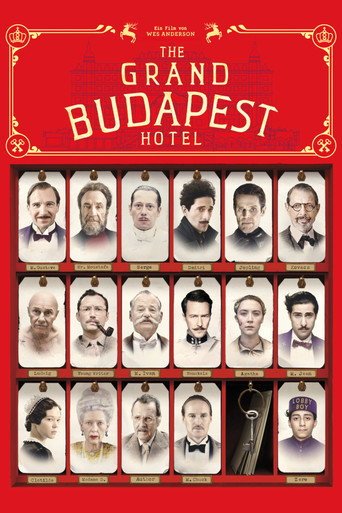 Ein Film von
WES ANDERSON
THE
GRAND
BUDAPEST
HOTEL
M. Gustave
Mr. Moustafa
Serge
Dmitri
Jopling
Kovacs
Ludwig
Young Writer
M. Ivan
Henckels
Agatha
M. Jean
LOBBY
BOY
Clotilde
Madame D.
Author
M. Chuck
Zero